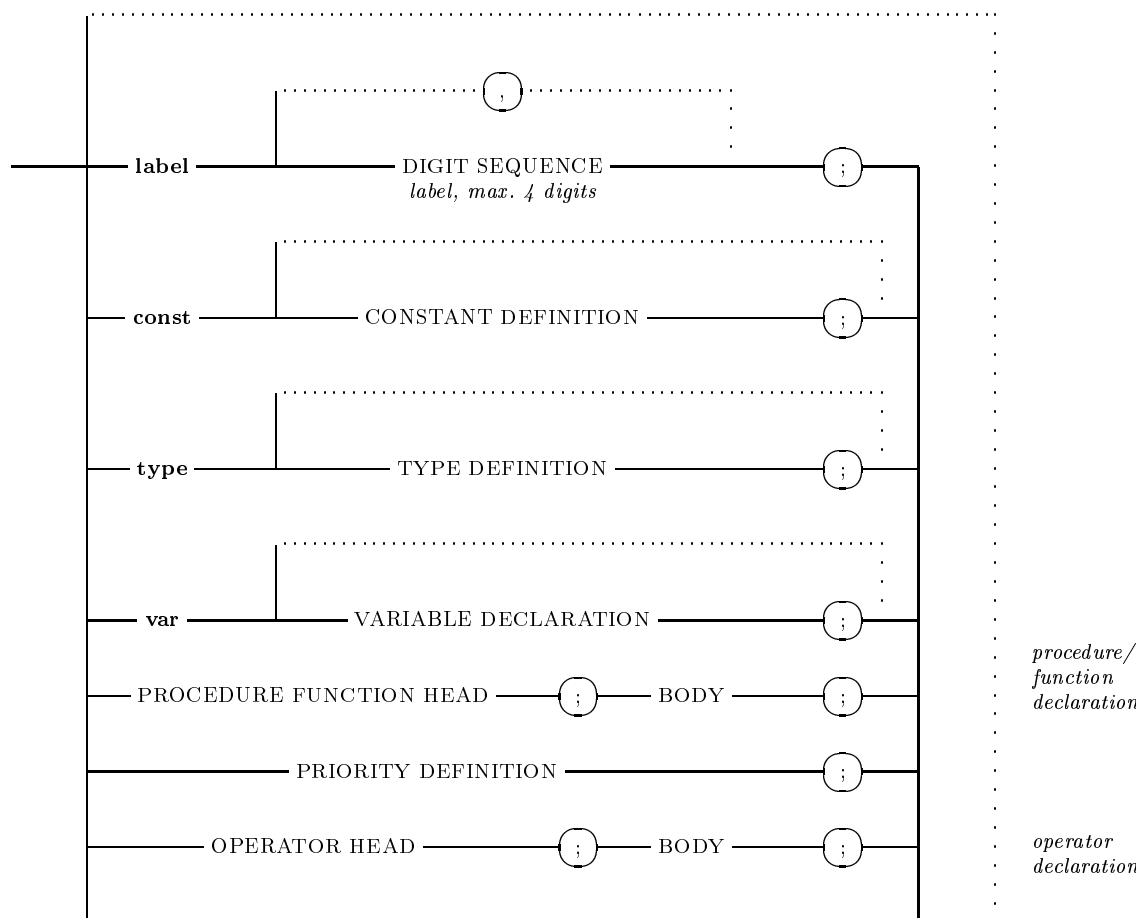 ,
label DIGIT SEQUENCE ;
label, max. 4 digits
const CONSTANT DEFINITION ;
type TYPE DEFINITION ;
var VARIABLE DECLARATION ;
procedure/
function
declaration
PROCEDURE FUNCTION HEAD ; BODY ;
PRIORITY DEFINITION ;
OPERATOR HEAD ; BODY ;
operator
declaration